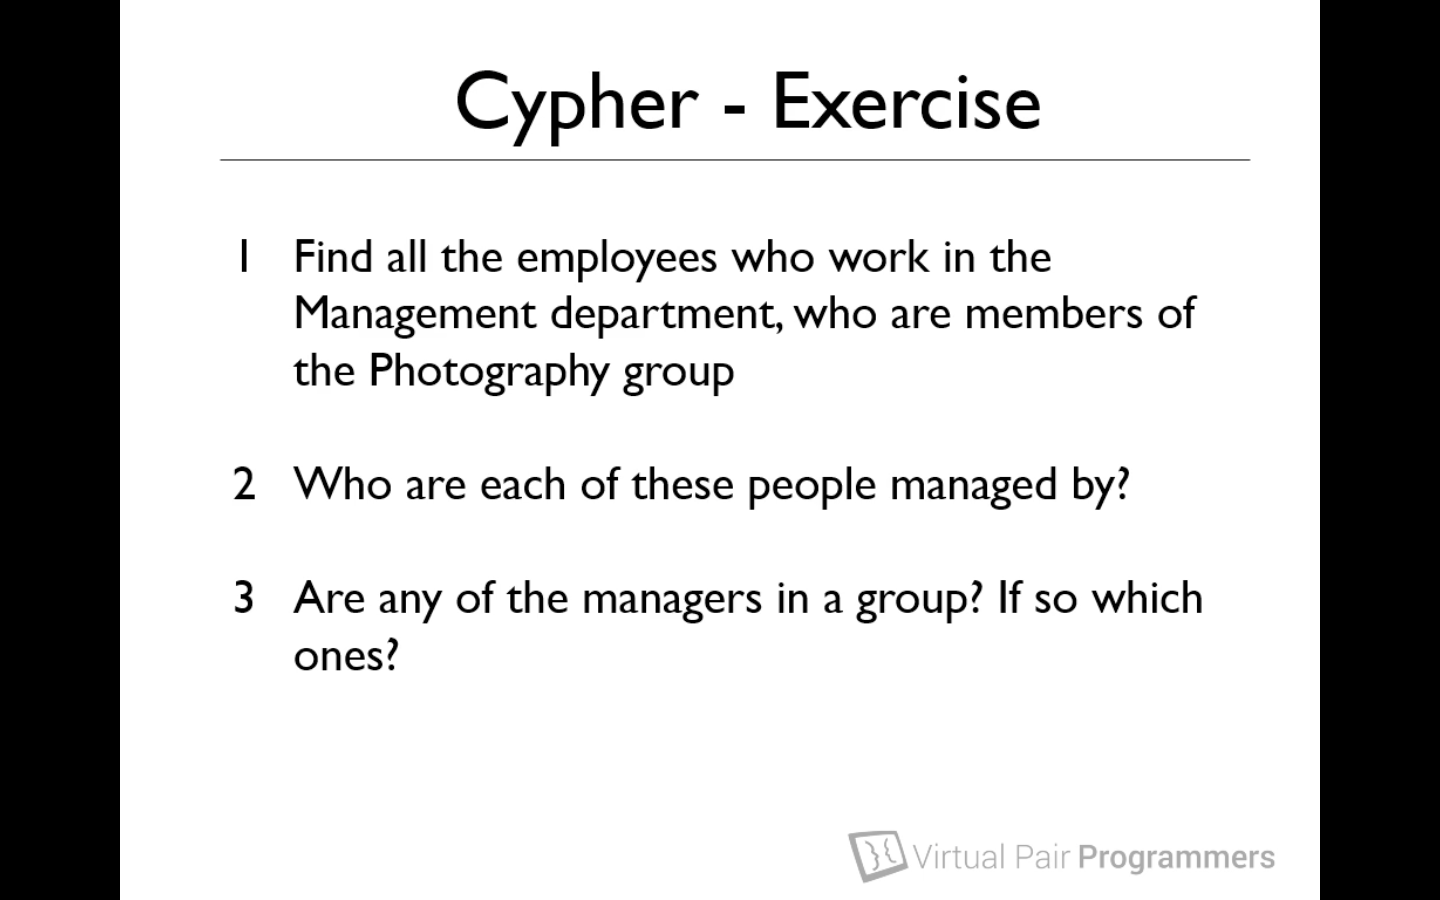 Cypher - Exercise
1 Find all the employees who work in the
Management department, who are members of
the Photography group
2 Who are each of these people managed by?
3 Are any of the managers in a group? If so which
ones?
Virtual Pair Programmers